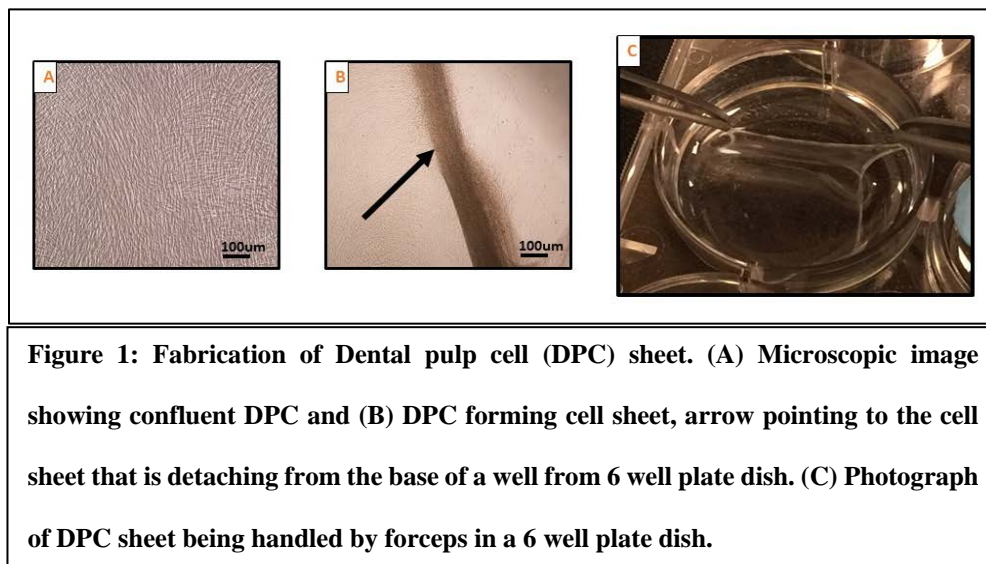 A
B
C
100um
100um
Figure 1: Fabrication of Dental pulp cell (DPC) sheet. (A) Microscopic image
showing confluent DPC and (B) DPC forming cell sheet, arrow pointing to the cell
sheet that is detaching from the base of a well from 6 well plate dish. (C) Photograph
of DPC sheet being handled by forceps in a 6 well plate dish.